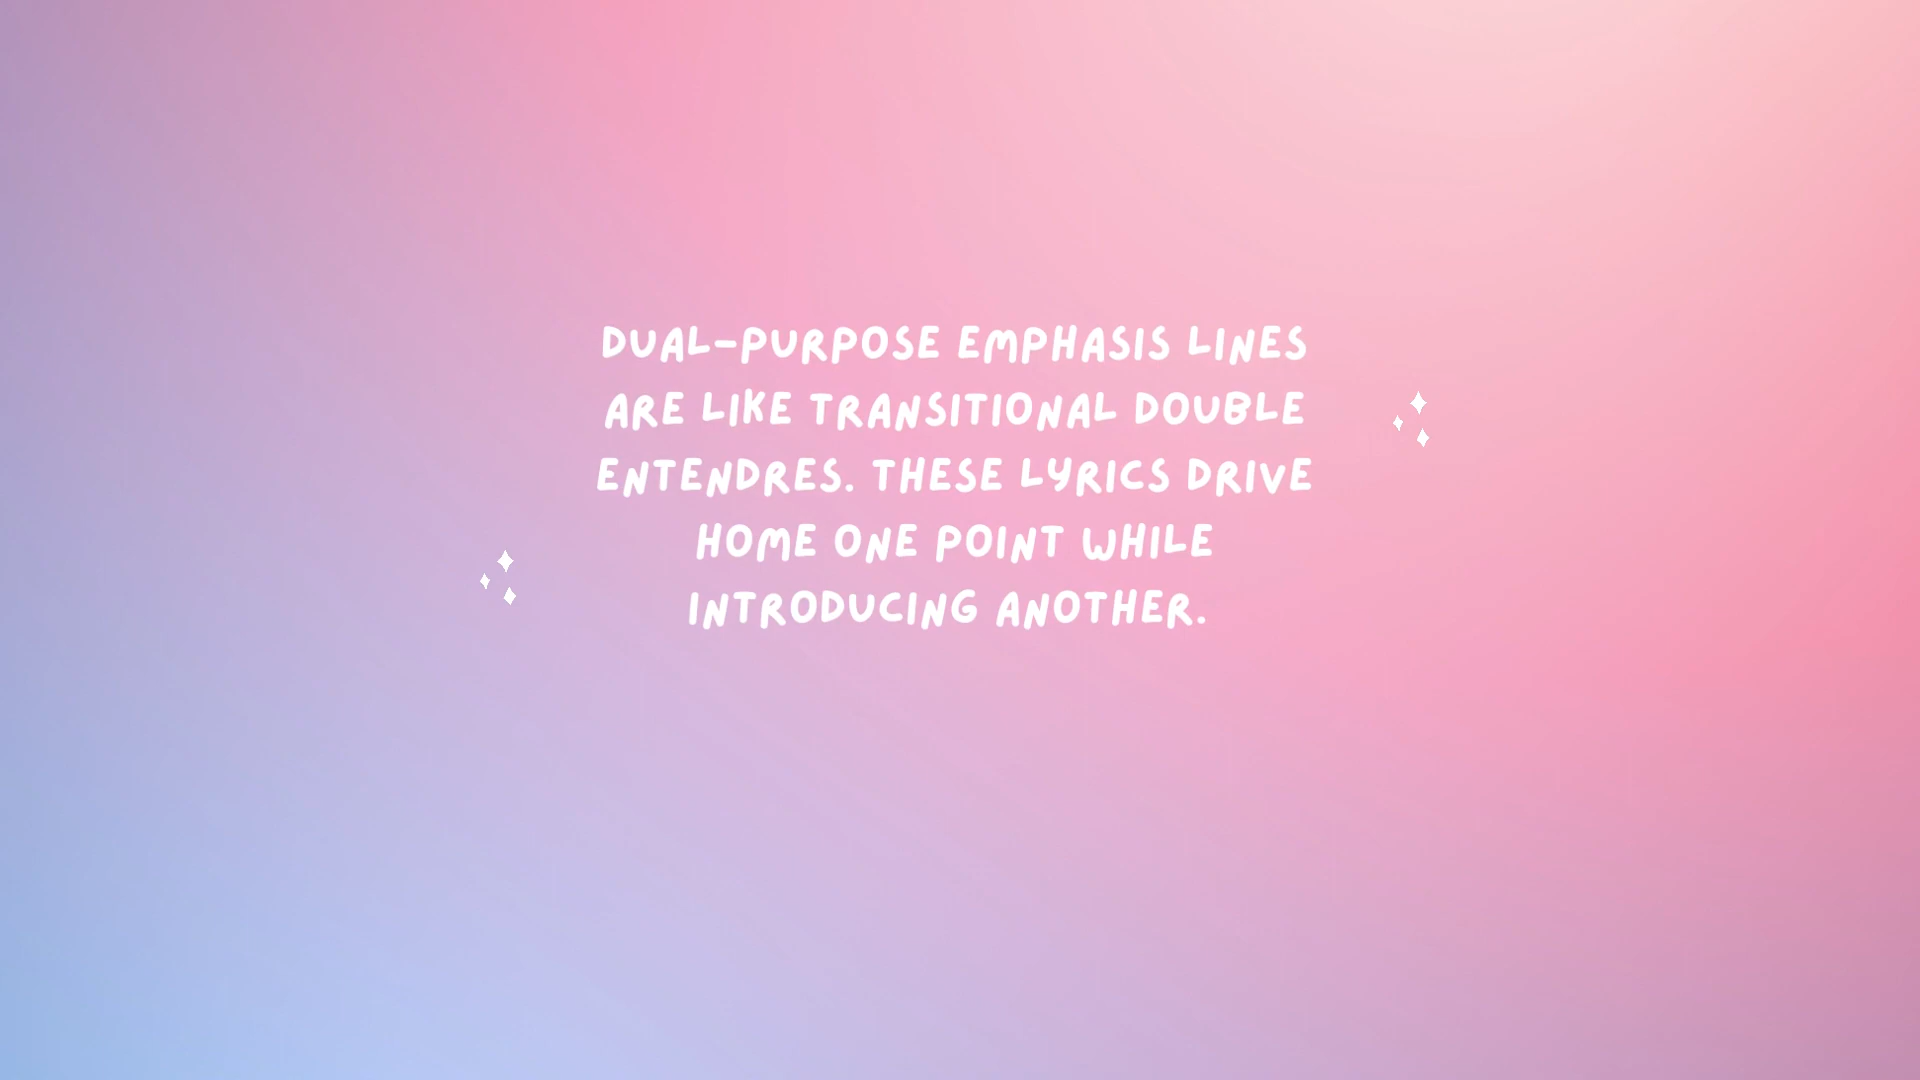 DUAL-PURPOSE EMPHASIS LINES
ARE LIKE TRANSITIONAL DOUBLE
ENTENDRES. THESE LYRICS DRIVE
HOME ONE POINT WHILE
INTRODUCING ANOTHER.